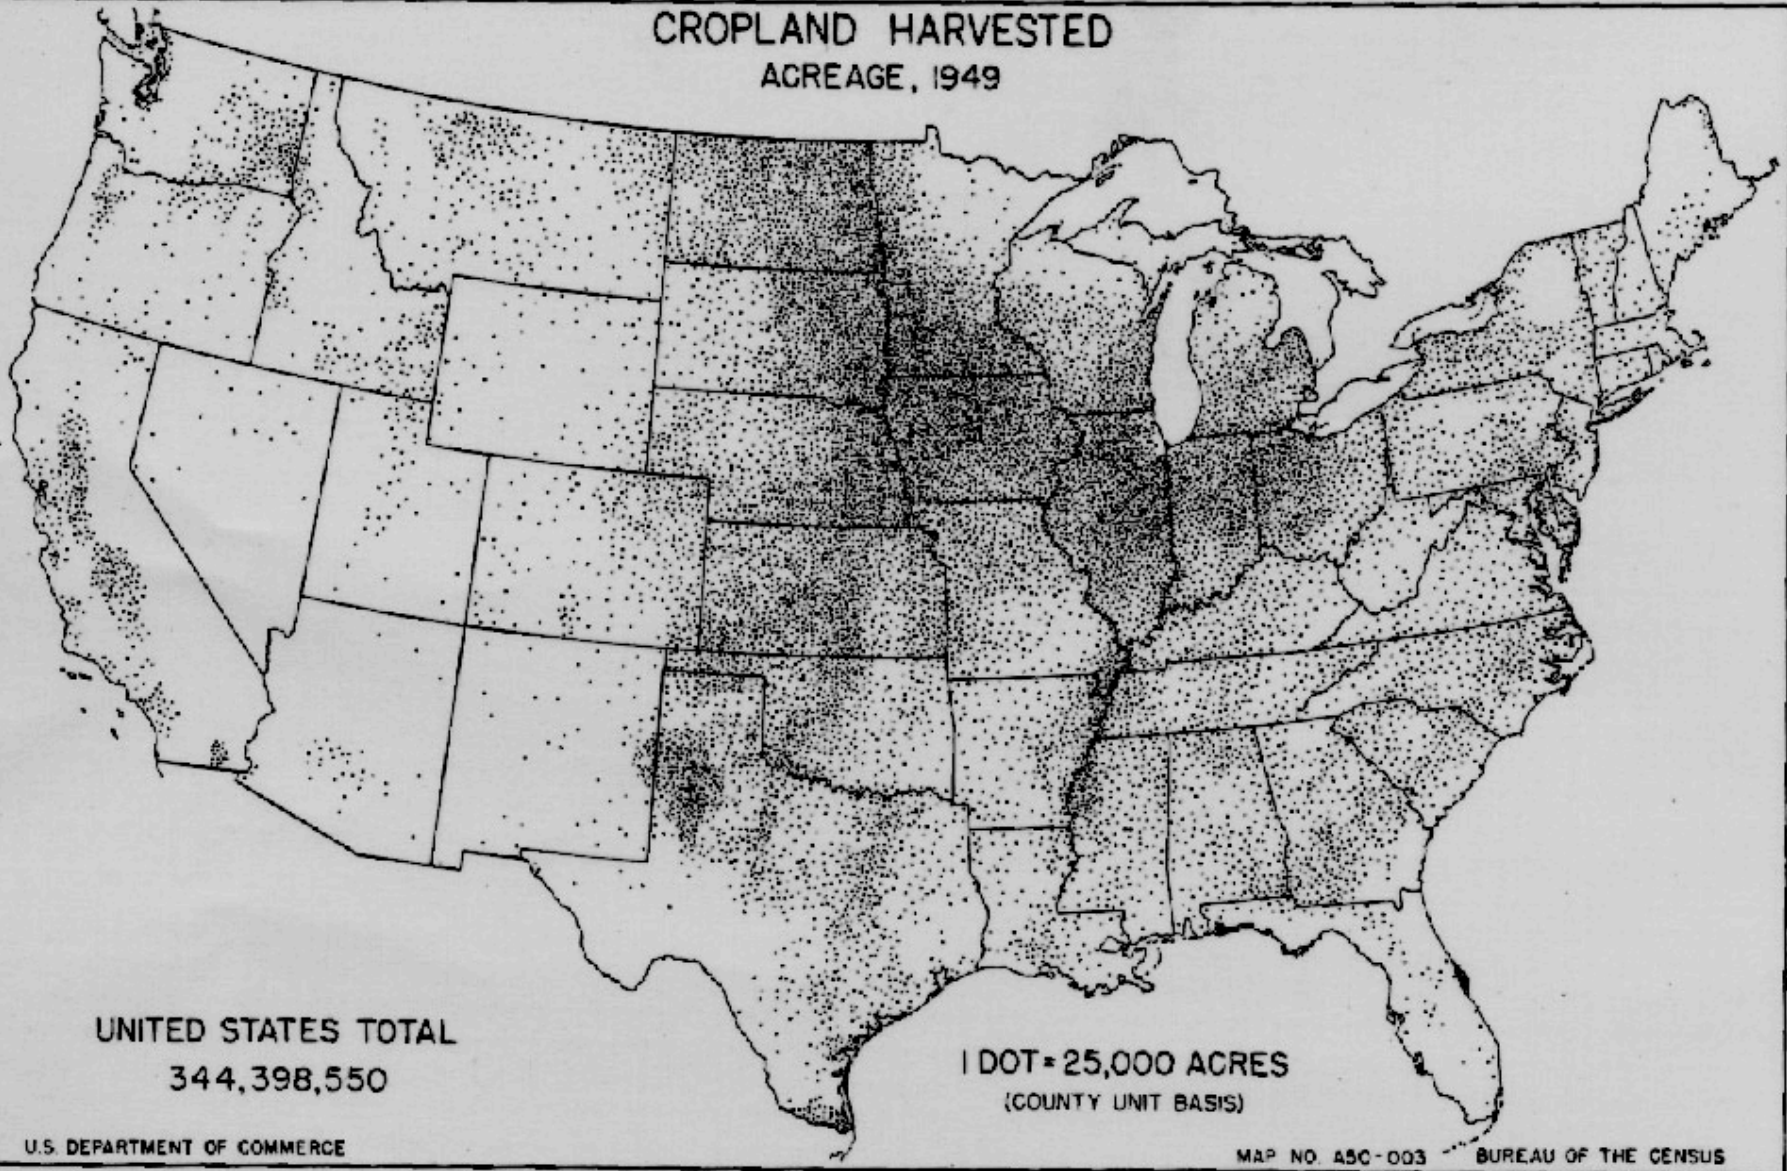 CROPLAND HARVESTED
ACREAGE, 1949
UNITED STATES TOTAL
344,398,550
1 DOT = 25,000 ACRES
(COUNTY UNIT BASIS)
U.S. DEPARTMENT OF COMMERCE
MAP NO. A50-003
BUREAU OF THE CENSUS